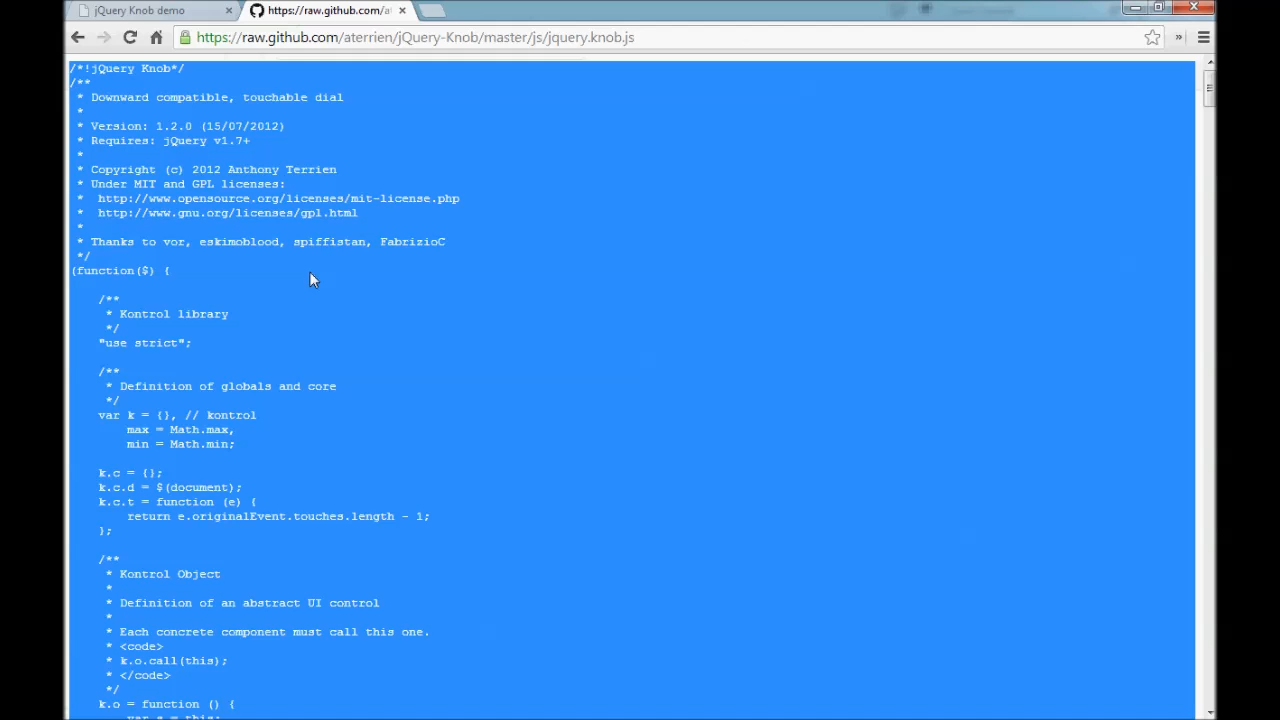 jQuery Knob demo
https://raw.github.com/at
https://raw.github.com/aterrien/jQuery-Knob/master/js/jquery.knob.js
/*!jQuery Knob*/
/**
 * Downward compatible, touchable dial
 *
 * Version: 1.2.0 (15/07/2012)
 * Requires: jQuery v1.7+
 *
 * Copyright (c) 2012 Anthony Terrien
 * Under MIT and GPL licenses:
 *  http://www.opensource.org/licenses/mit-license.php
 *  http://www.gnu.org/licenses/gpl.html
 *
 * Thanks to vor, eskimoblood, spiffistan, FabrizioC
 */
(function($) {
    /**
     * Kontrol library
     */
    "use strict";
    /**
     * Definition of globals and core
     */
    var k = {}, // kontrol
        max = Math.max,
        min = Math.min;
    k.c = {};
    k.c.d = $(document);
    k.c.t = function (e) {
        return e.originalEvent.touches.length - 1;
    };
    /**
     * Kontrol Object
     *
     * Definition of an abstract UI control
     *
     * Each concrete component must call this one.
     * <code>
     * k.o.call(this);
     * </code>
     */
    k.o = function () {
        var s = this;